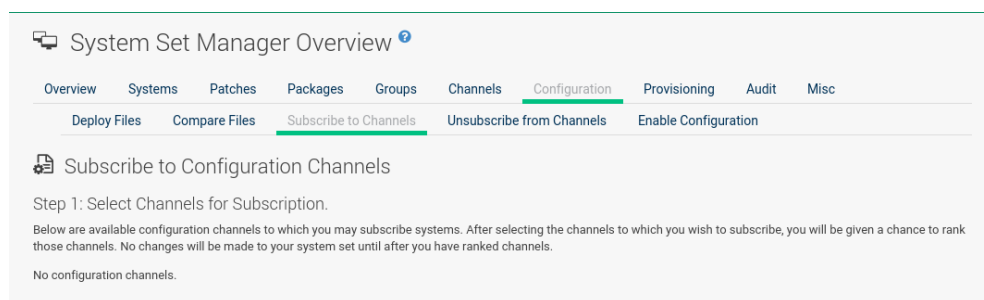 System Set Manager Overview ?
Overview Systems Patches Packages Groups Channels Configuration Provisioning Audit Misc
Deploy Files Compare Files Subscribe to Channels Unsubscribe from Channels Enable Configuration
Subscribe to Configuration Channels
Step 1: Select Channels for Subscription.
Below are available configuration channels to which you may subscribe systems. After selecting the channels to which you wish to subscribe, you will be given a chance to rank
those channels. No changes will be made to your system set until after you have ranked channels.
No configuration channels.